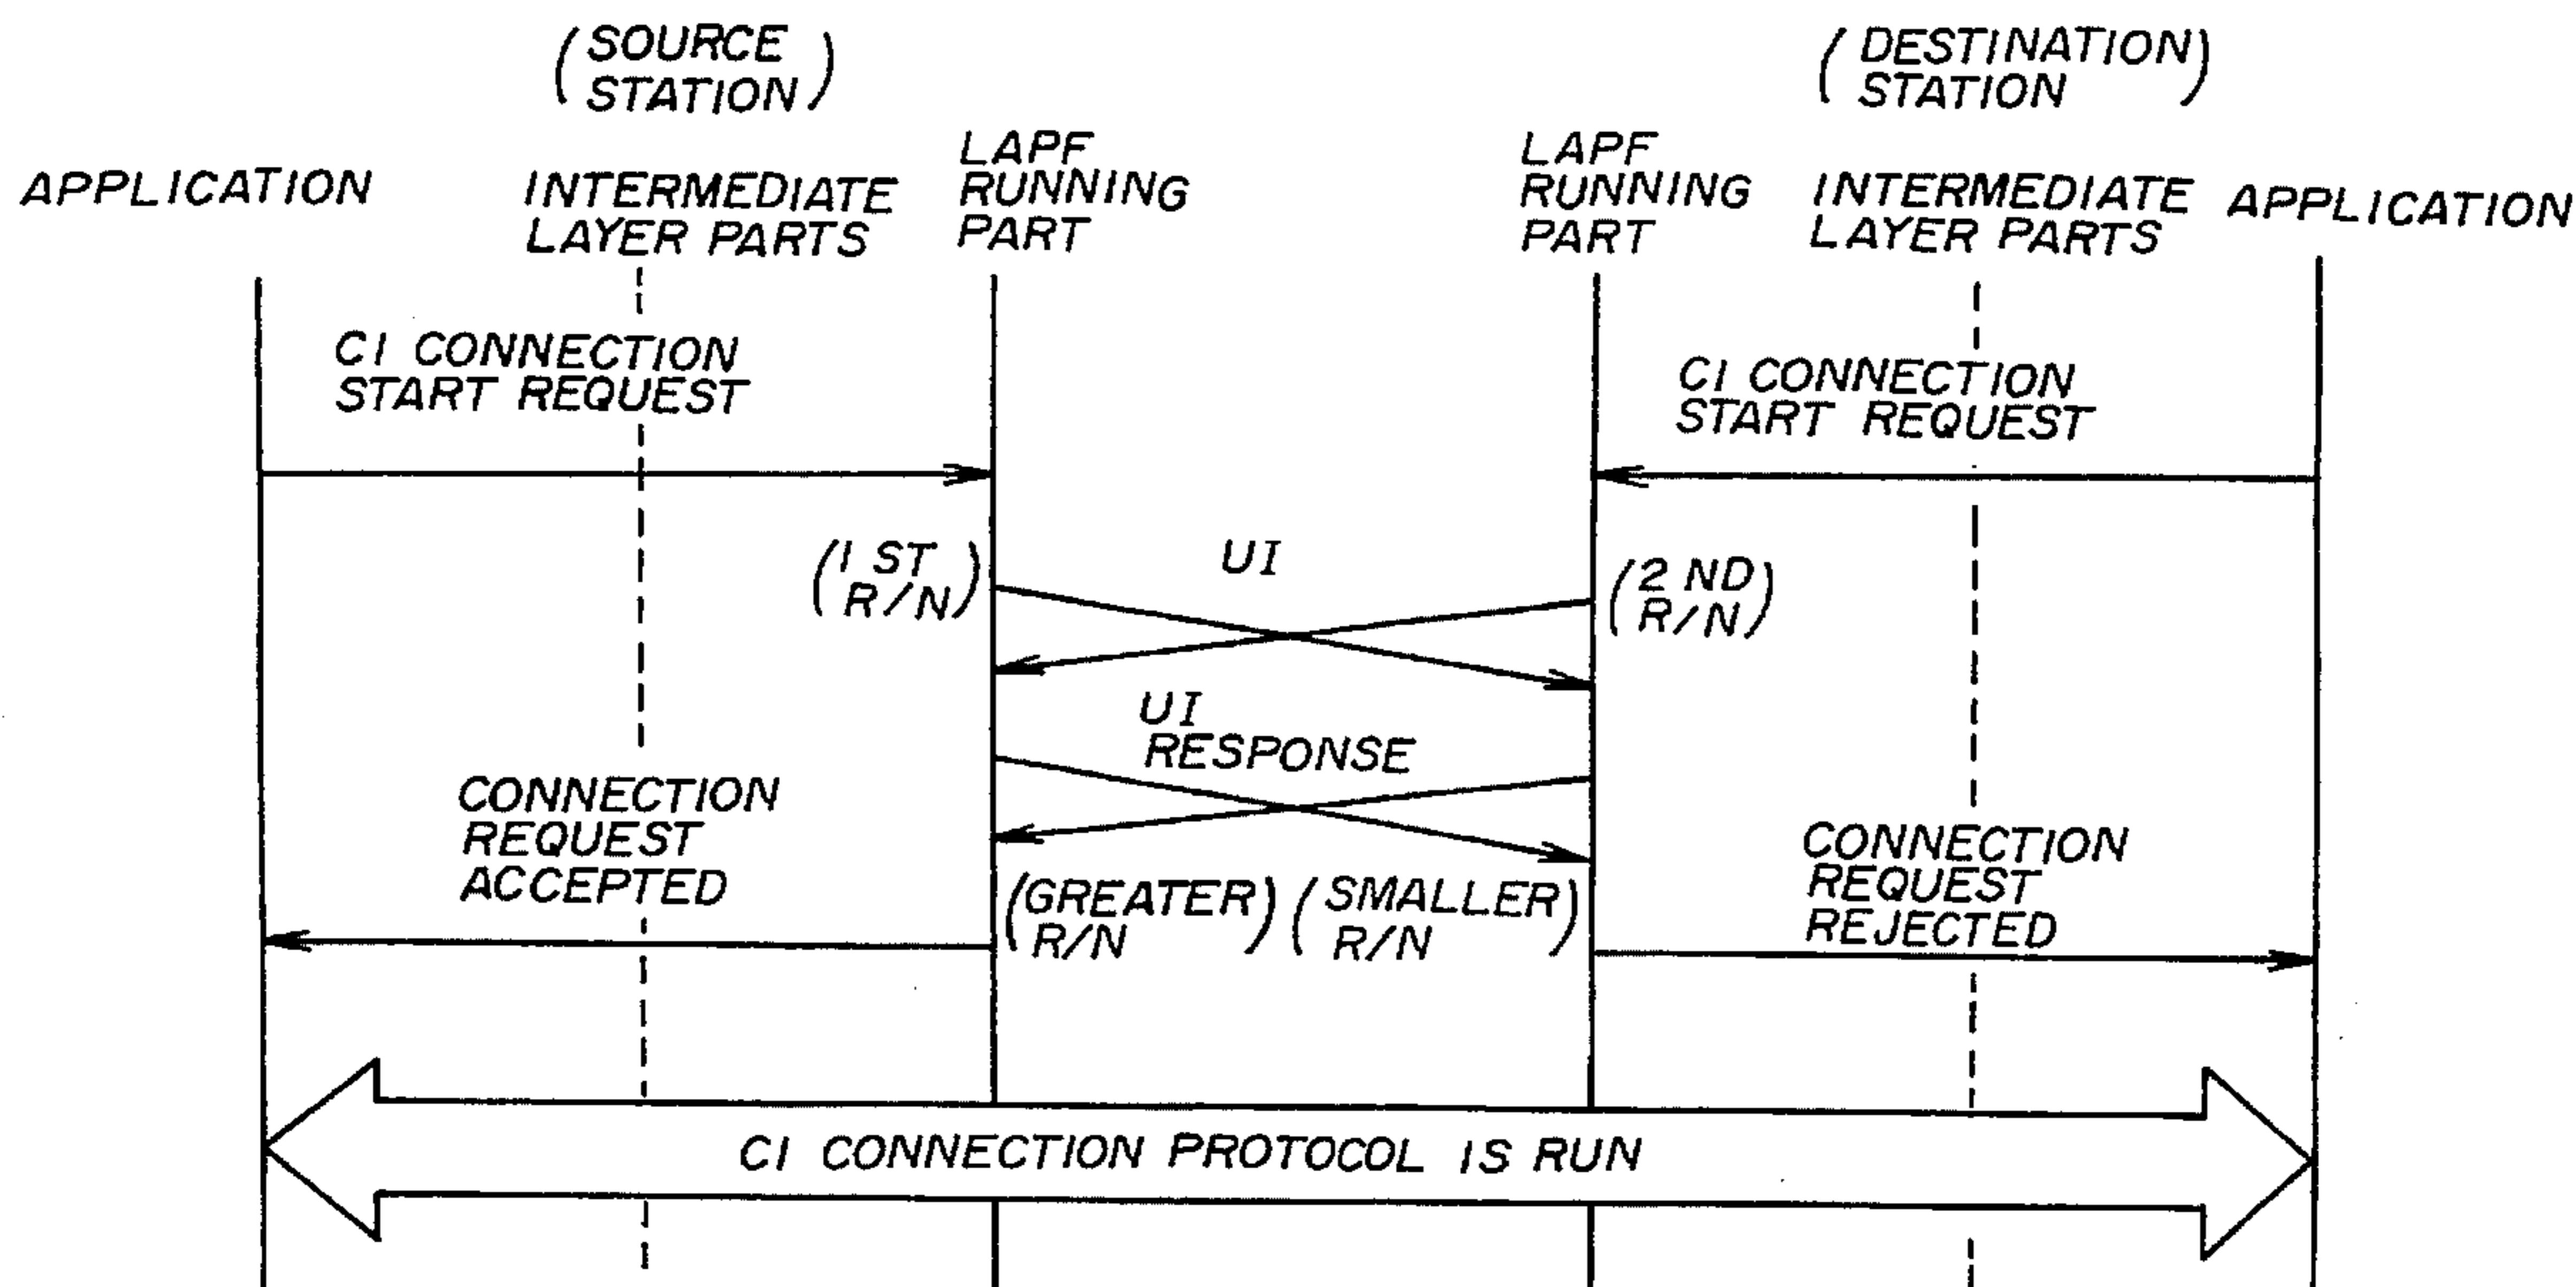 (SOURCE
STATION)
(DESTINATION)
STATION
APPLICATION
INTERMEDIATE
LAYER PARTS
LAPF
RUNNING
PART
LAPF
RUNNING
PART
INTERMEDIATE
LAYER PARTS
APPLICATION
CI CONNECTION
START REQUEST
CI CONNECTION
START REQUEST
(1 ST
R/N)
UI
(2 ND
R/N)
UI
RESPONSE
CONNECTION
REQUEST
ACCEPTED
(GREATER)
R/N
(SMALLER)
R/N
CONNECTION
REQUEST
REJECTED
CI CONNECTION PROTOCOL IS RUN